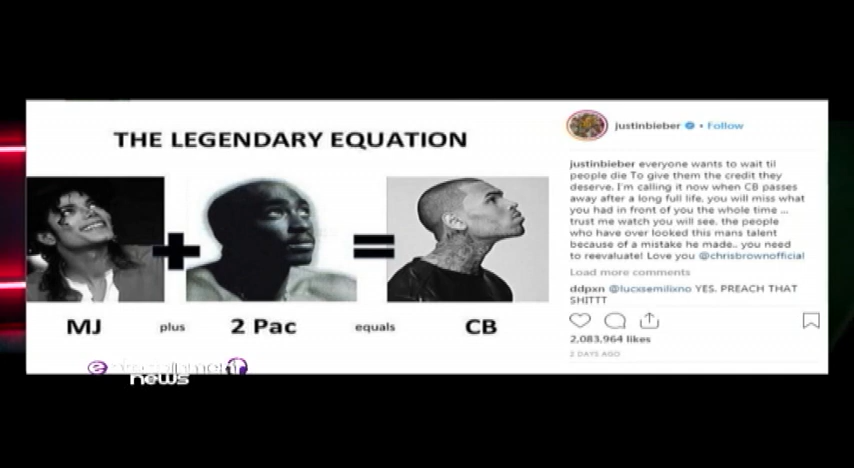 THE LEGENDARY EQUATION
MJ
plus
2 Pac
equals
CB
justinbieber • Follow
justinbieber everyone wants to wait til
people die To give them the credit they
deserve, I'm calling it now when CB passes
away after a long full life, you will miss what
you had in front of you the whole time ...
trust me watch you will see. the people
who have over looked this mans talent
because of a mistake he made.. you need
to reevaluate! Love you @chrisbrownofficial
Load more comments
ddpxn @lucxsemilixno YES. PREACH THAT
SHITTT
2,083,964 likes
2 DAYS AGO
news